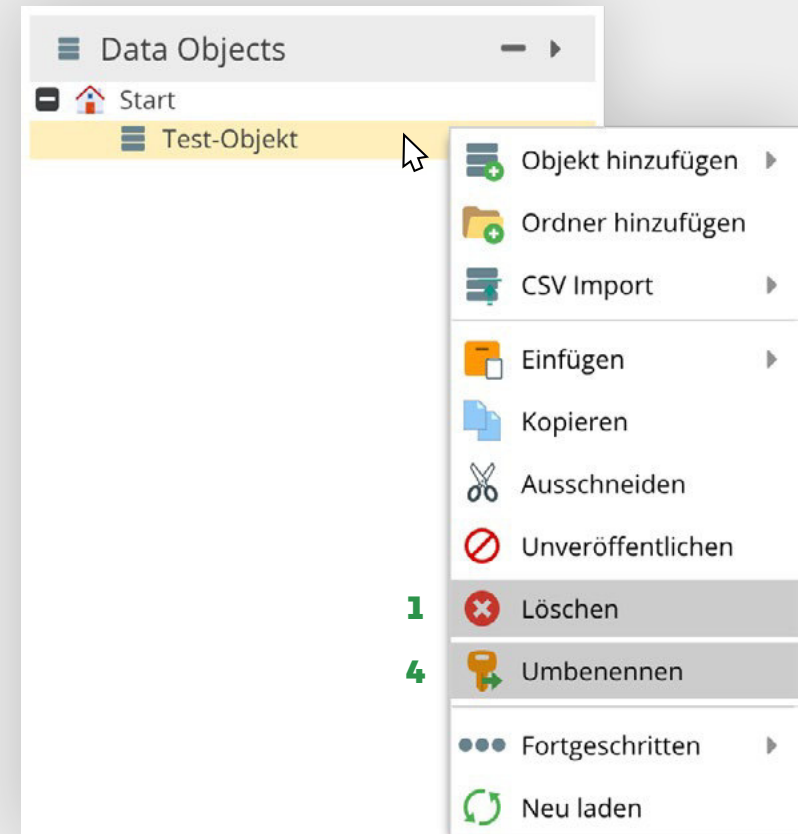 Data Objects
Start
Test-Objekt
Objekt hinzufügen
Ordner hinzufügen
CSV Import
Einfügen
Kopieren
Ausschneiden
Unveröffentlichen
1 Löschen
4 Umbenennen
Fortgeschritten
Neu laden